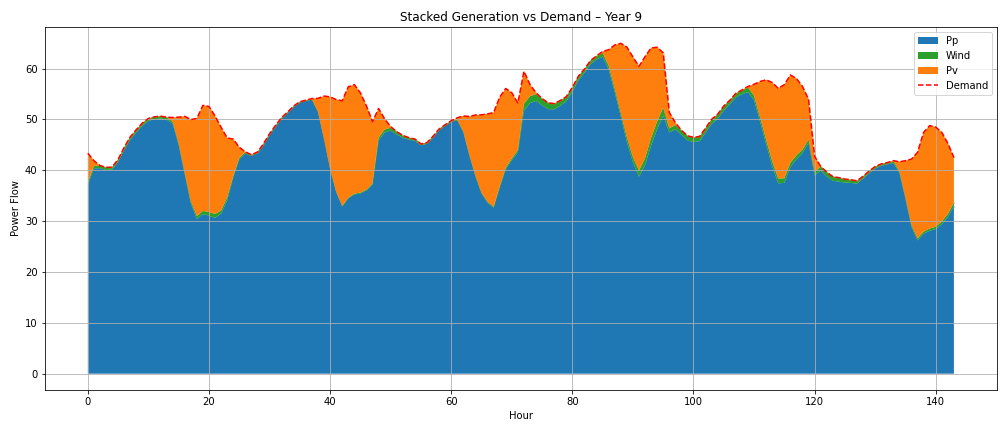 Stacked Generation vs Demand – Year 9
Pp
Wind
Pv
Demand
Power Flow
60
50
40
30
20
10
0
0 20 40 60 80 100 120 140
Hour